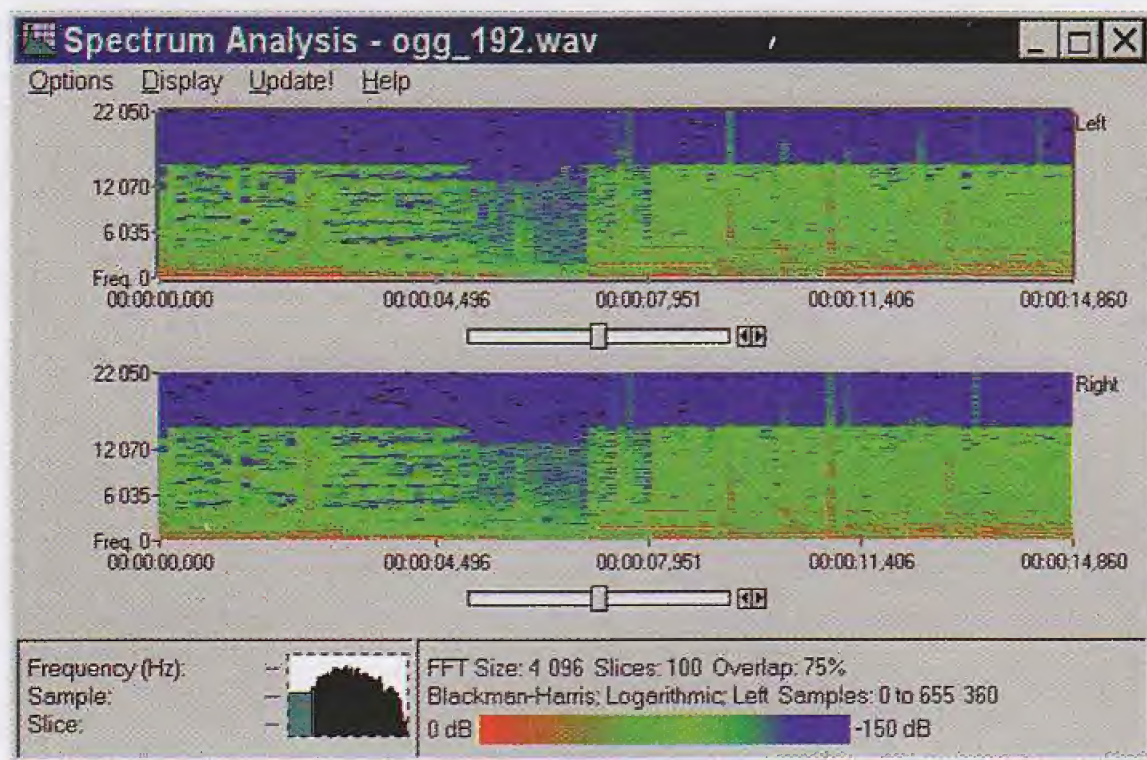 Spectrum Analysis - ogg_192.wav
Options Display Update! Help
22 050
Left
12 070
6 035
Freq. 0
00:00:00,000 00:00:04,496 00:00:07,951 00:00:11,406 00:00:14,860
22 050
Right
12 070
6 035
Freq. 0
00:00:00,000 00:00:04,496 00:00:07,951 00:00:11,406 00:00:14,860
Frequency (Hz): --
Sample: --
Slice: --
FFT Size: 4 096 Slices: 100 Overlap: 75%
Blackman-Harris; Logarithmic; Left Samples: 0 to 655 360
0 dB -150 dB